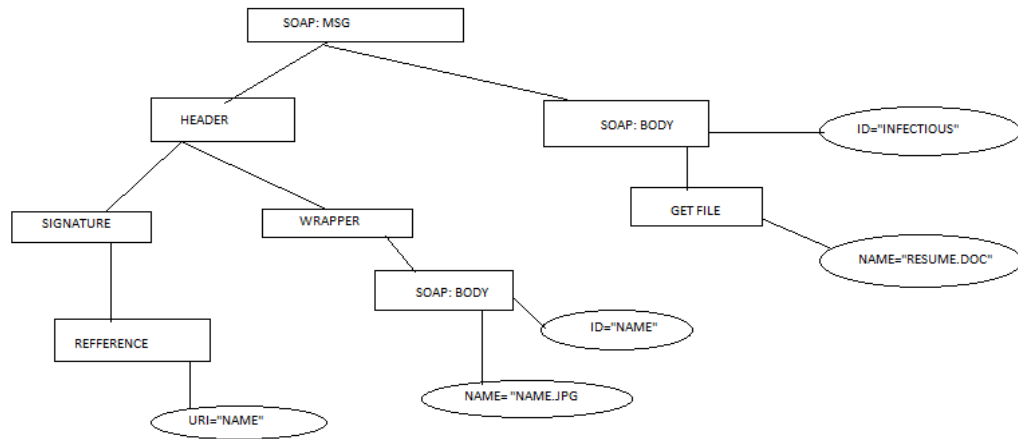 SOAP: MSG
HEADER
SOAP: BODY
ID="INFECTIOUS"
SIGNATURE
WRAPPER
GET FILE
NAME="RESUME.DOC"
SOAP: BODY
ID="NAME"
REFFERENCE
NAME= "NAME.JPG
URI="NAME"